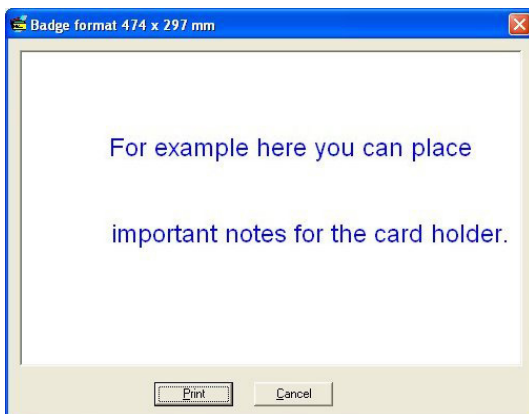 Badge format 474 x 297 mm
For example here you can place
important notes for the card holder.
Print Cancel